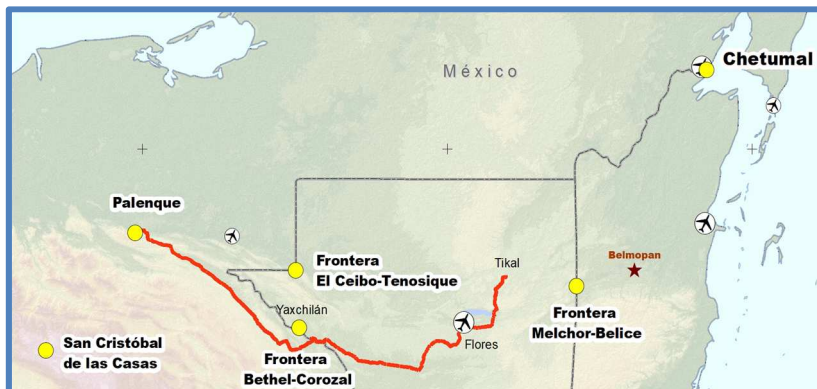 México
Chetumal
Palenque
Frontera
El Ceibo-Tenosique
Tikal
Belmopan
Yaxchilán
Frontera
Melchor-Belice
San Cristóbal
de las Casas
Flores
Frontera
Bethel-Corozal